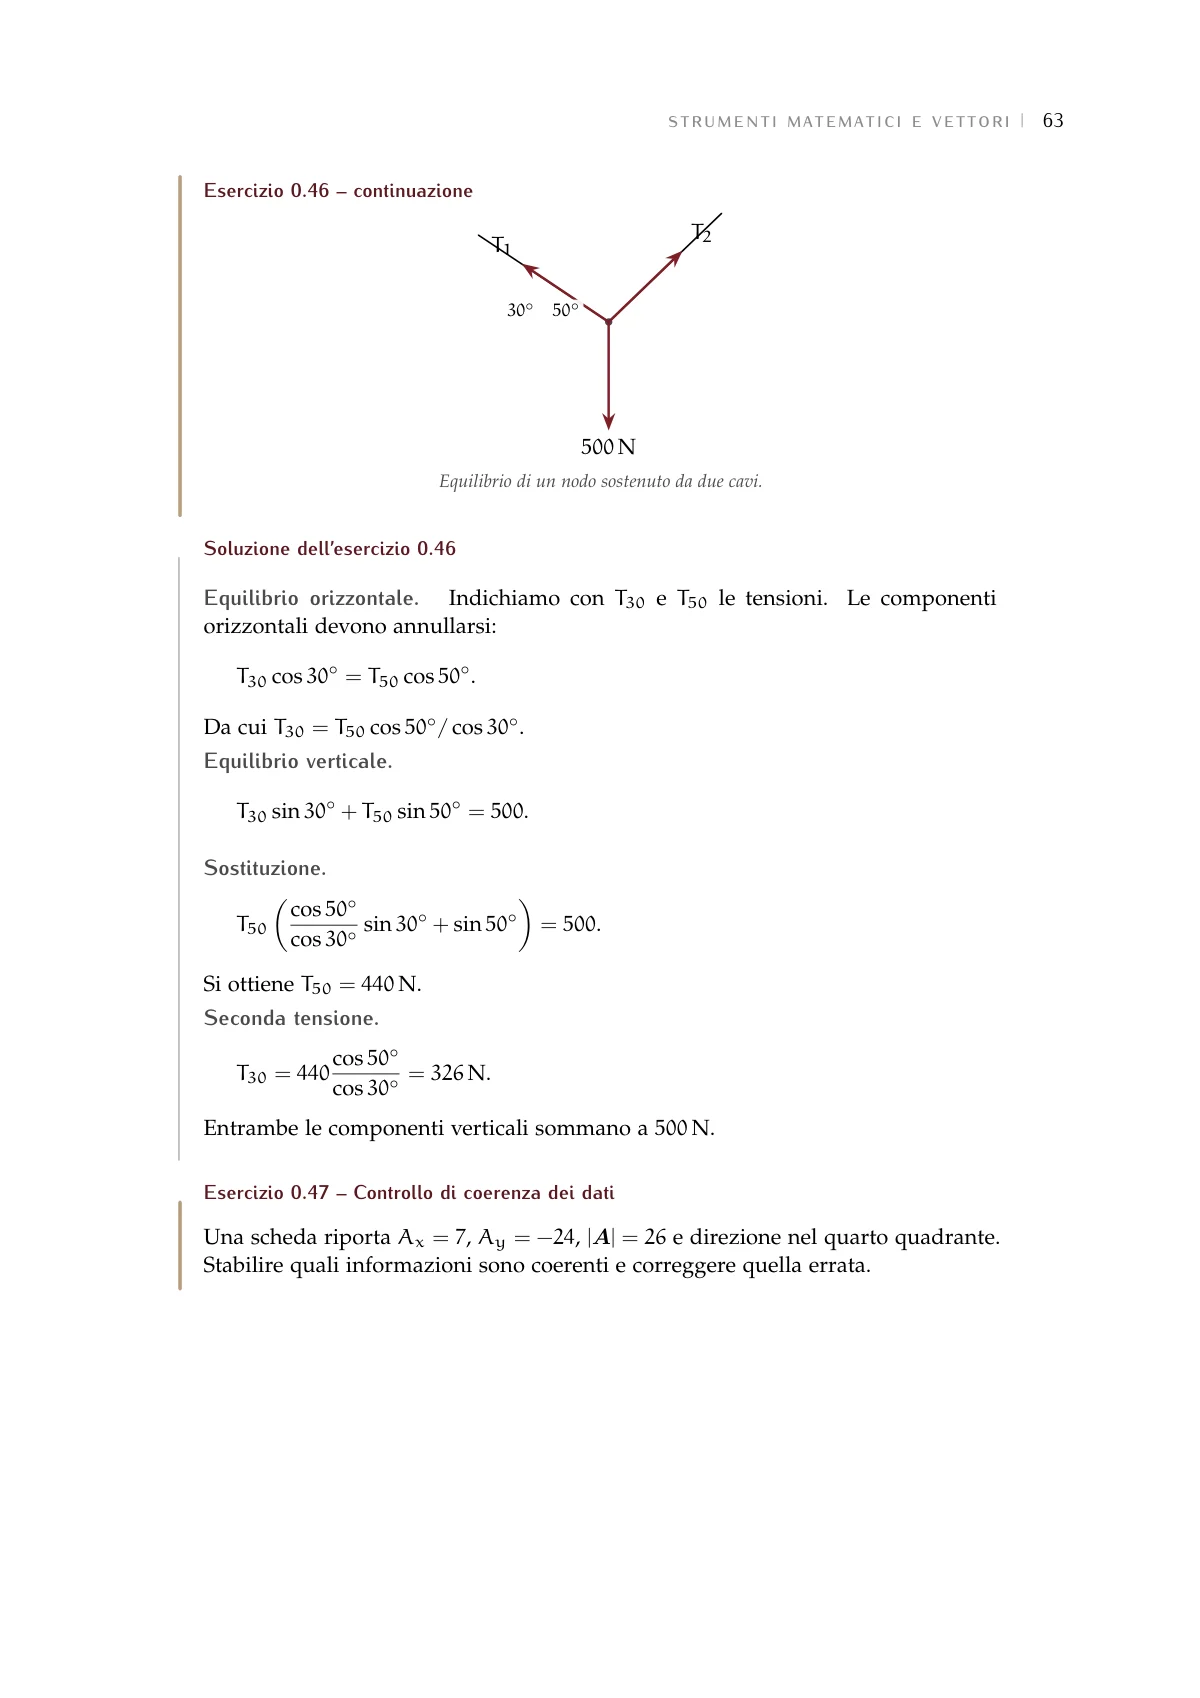 STRUMENTI MATEMATICI E VETTORI | 63
Esercizio 0.46 – continuazione
T₁
T₂
30° 50°
500 N
Equilibrio di un nodo sostenuto da due cavi.
Soluzione dell'esercizio 0.46
Equilibrio orizzontale. Indichiamo con T₃₀ e T₅₀ le tensioni. Le componenti
orizzontali devono annullarsi:
T₃₀ cos 30° = T₅₀ cos 50°.
Da cui T₃₀ = T₅₀ cos 50°/ cos 30°.
Equilibrio verticale.
T₃₀ sin 30° + T₅₀ sin 50° = 500.
Sostituzione.
T₅₀ (cos 50°/cos 30° sin 30° + sin 50°) = 500.
Si ottiene T₅₀ = 440 N.
Seconda tensione.
T₃₀ = 440 cos 50°/cos 30° = 326 N.
Entrambe le componenti verticali sommano a 500 N.
Esercizio 0.47 – Controllo di coerenza dei dati
Una scheda riporta Aₓ = 7, A_y = −24, |A| = 26 e direzione nel quarto quadrante.
Stabilire quali informazioni sono coerenti e correggere quella errata.